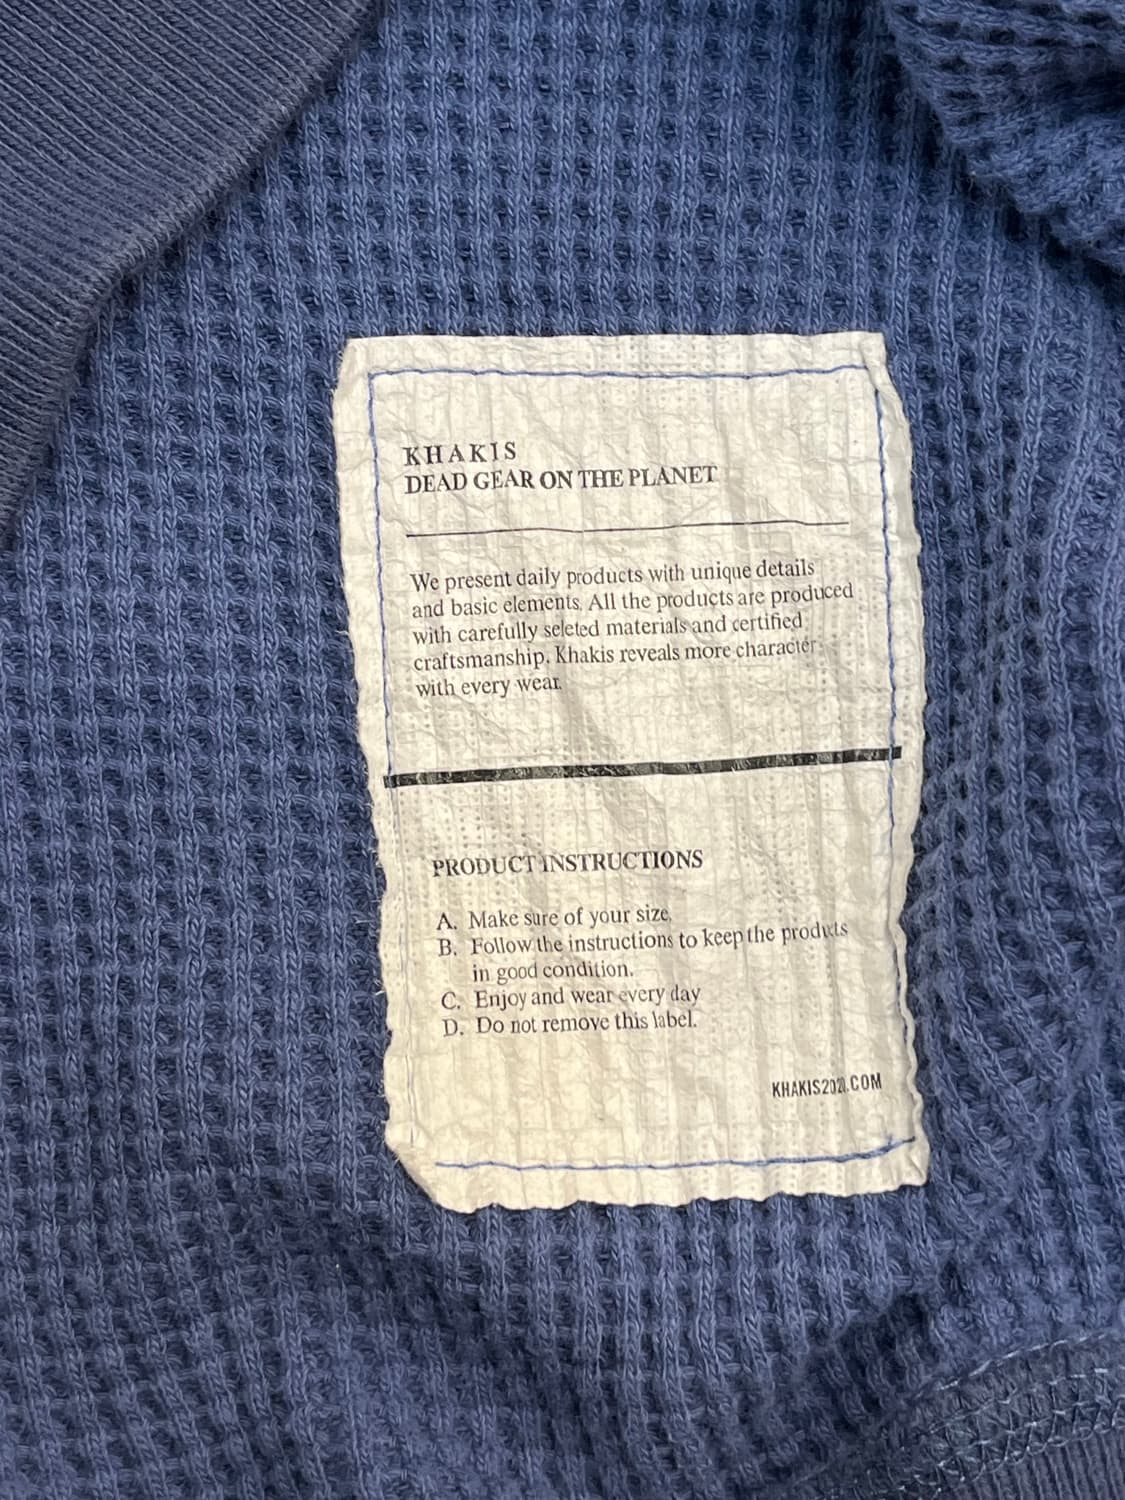 KHAKIS
DEAD GEAR ON THE PLANET
We present daily products with unique details
and basic elements. All the products are produced
with carefully seleted materials and certified
craftsmanship. Khakis reveals more character
with every wear.
PRODUCT INSTRUCTIONS
A. Make sure of your size.
B. Follow the instructions to keep the products
in good condition.
C. Enjoy and wear every day
D. Do not remove this label.